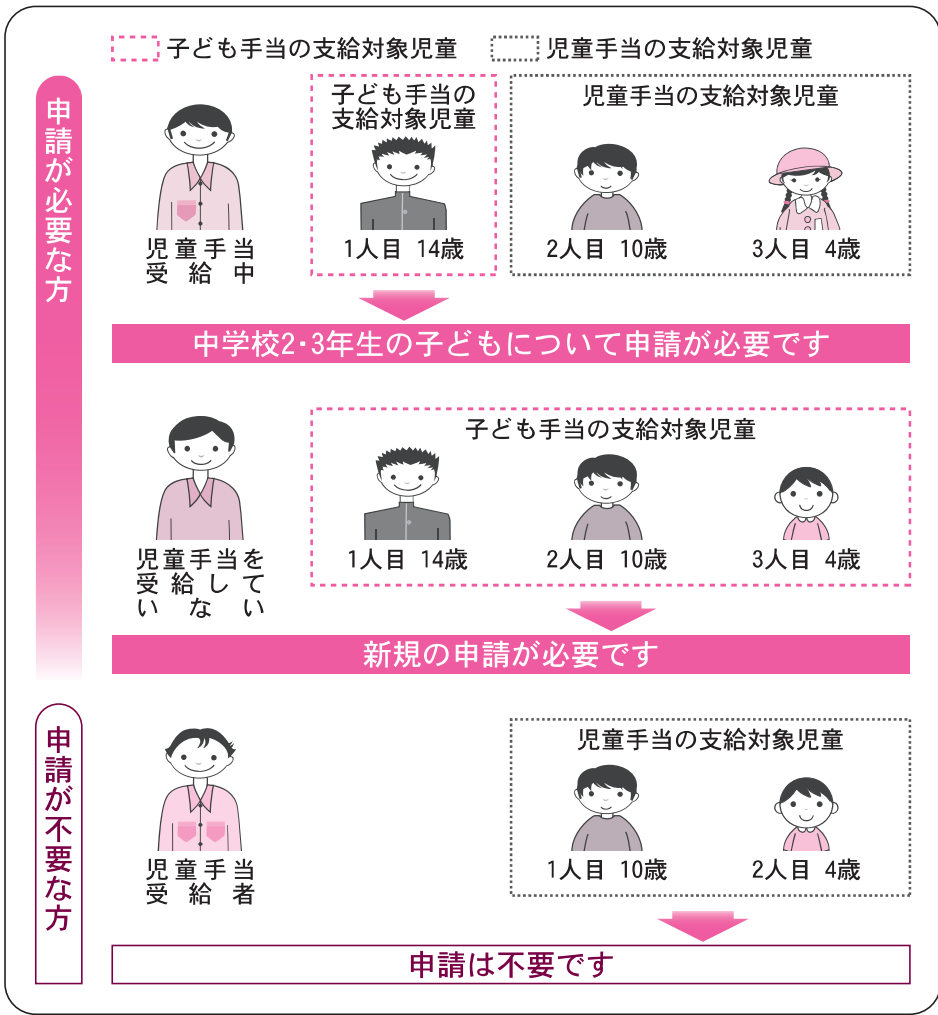 子ども手当の支給対象児童
児童手当の支給対象児童
申請が必要な方
子ども手当の
支給対象児童
児童手当の支給対象児童
児童手当
受給中
1人目 14歳
2人目 10歳
3人目 4歳
中学校2・3年生の子どもについて申請が必要です
子ども手当の支給対象児童
児童手当を
受給して
いない
1人目 14歳
2人目 10歳
3人目 4歳
新規の申請が必要です
申請が不要な方
児童手当の支給対象児童
児童手当
受給者
1人目 10歳
2人目 4歳
申請は不要です